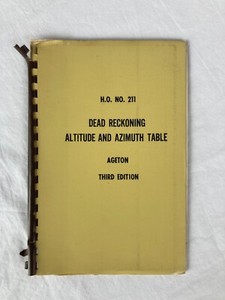 H.O. NO. 211
DEAD RECKONING
ALTITUDE AND AZIMUTH TABLE
AGETON
THIRD EDITION